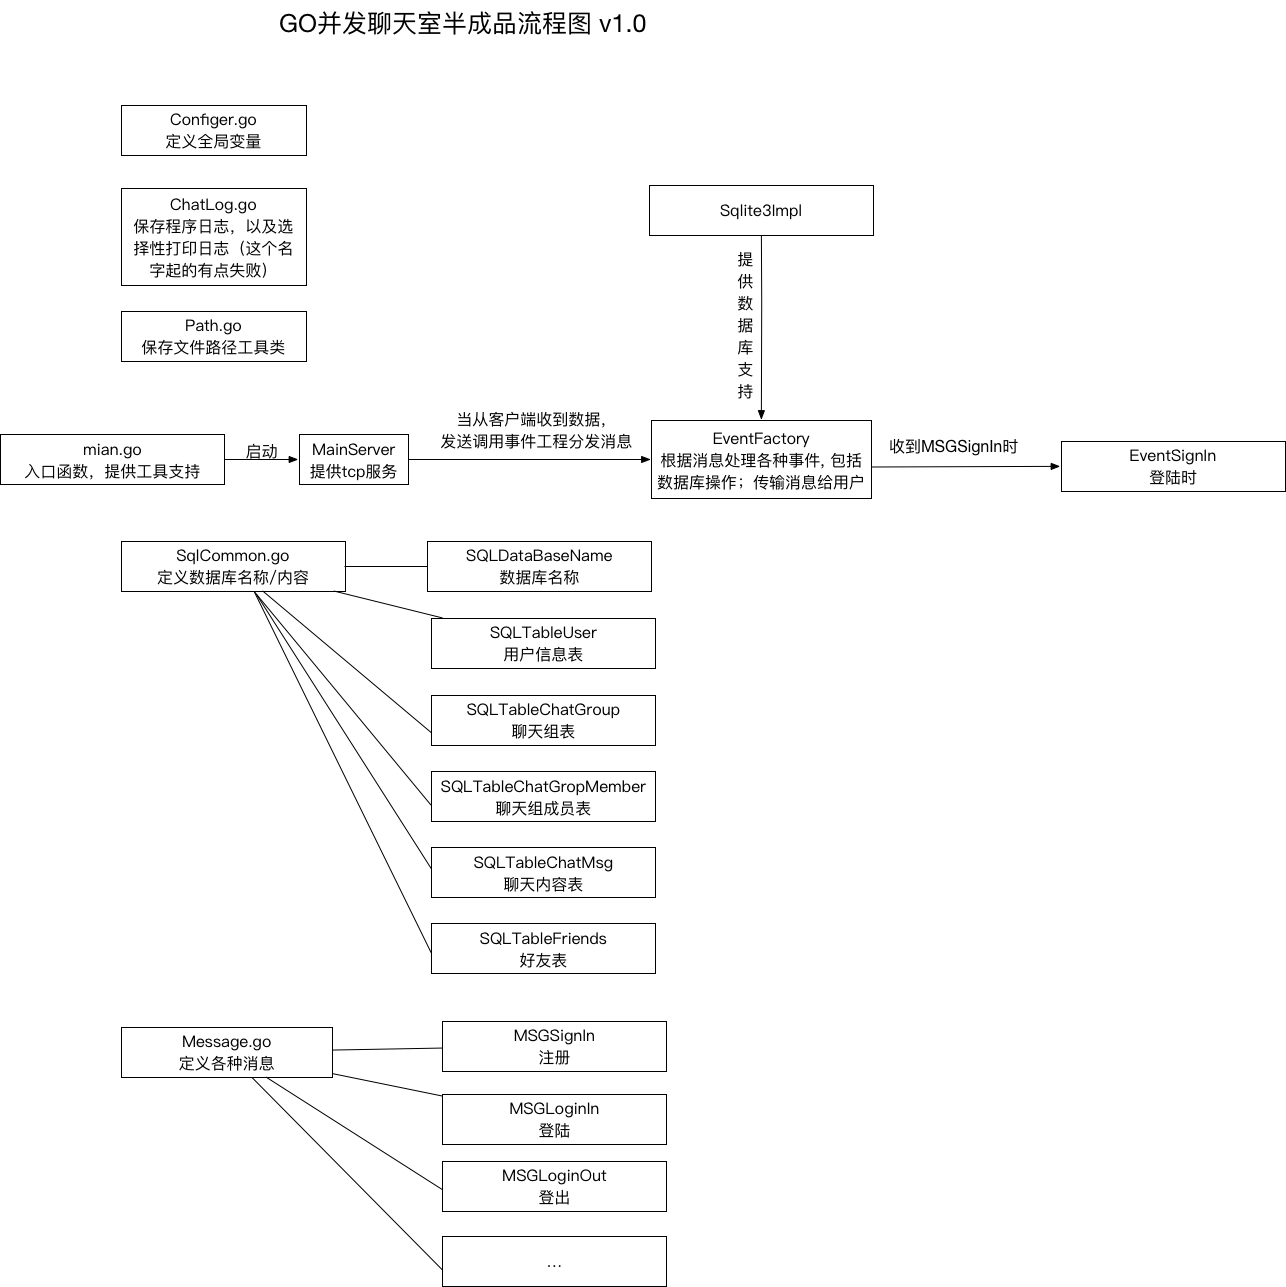 GO并发聊天室半成品流程图 v1.0
Configer.go
定义全局变量
ChatLog.go
保存程序日志，以及选
择性打印日志（这个名
字起的有点失败）
Path.go
保存文件路径工具类
Sqlite3Impl
提
供
数
据
库
支
持
mian.go
入口函数，提供工具支持
启动
MainServer
提供tcp服务
当从客户端收到数据，
发送调用事件工程分发消息
EventFactory
根据消息处理各种事件, 包括
数据库操作；传输消息给用户
收到MSGSignIn时
EventSignIn
登陆时
SqlCommon.go
定义数据库名称/内容
SQLDataBaseName
数据库名称
SQLTableUser
用户信息表
SQLTableChatGroup
聊天组表
SQLTableChatGropMember
聊天组成员表
SQLTableChatMsg
聊天内容表
SQLTableFriends
好友表
Message.go
定义各种消息
MSGSignIn
注册
MSGLoginIn
登陆
MSGLoginOut
登出
...